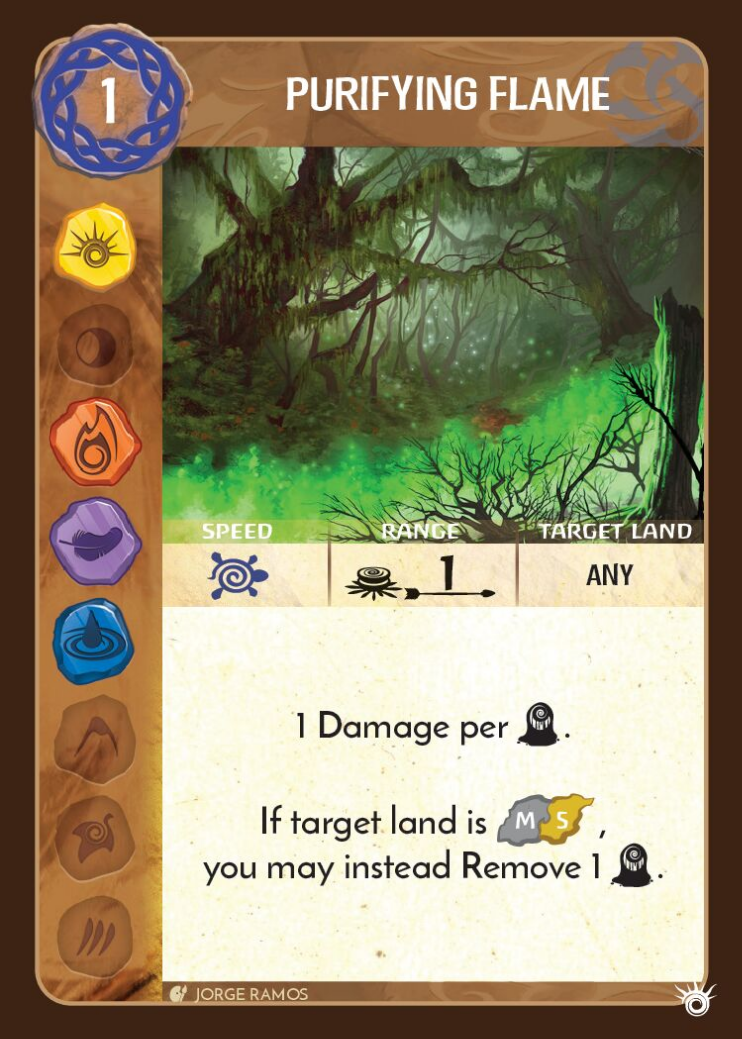 1
PURIFYING FLAME
SPEED RANGE TARGET LAND
1 ANY
1 Damage per .
If target land is M S ,
you may instead Remove 1 .
JORGE RAMOS